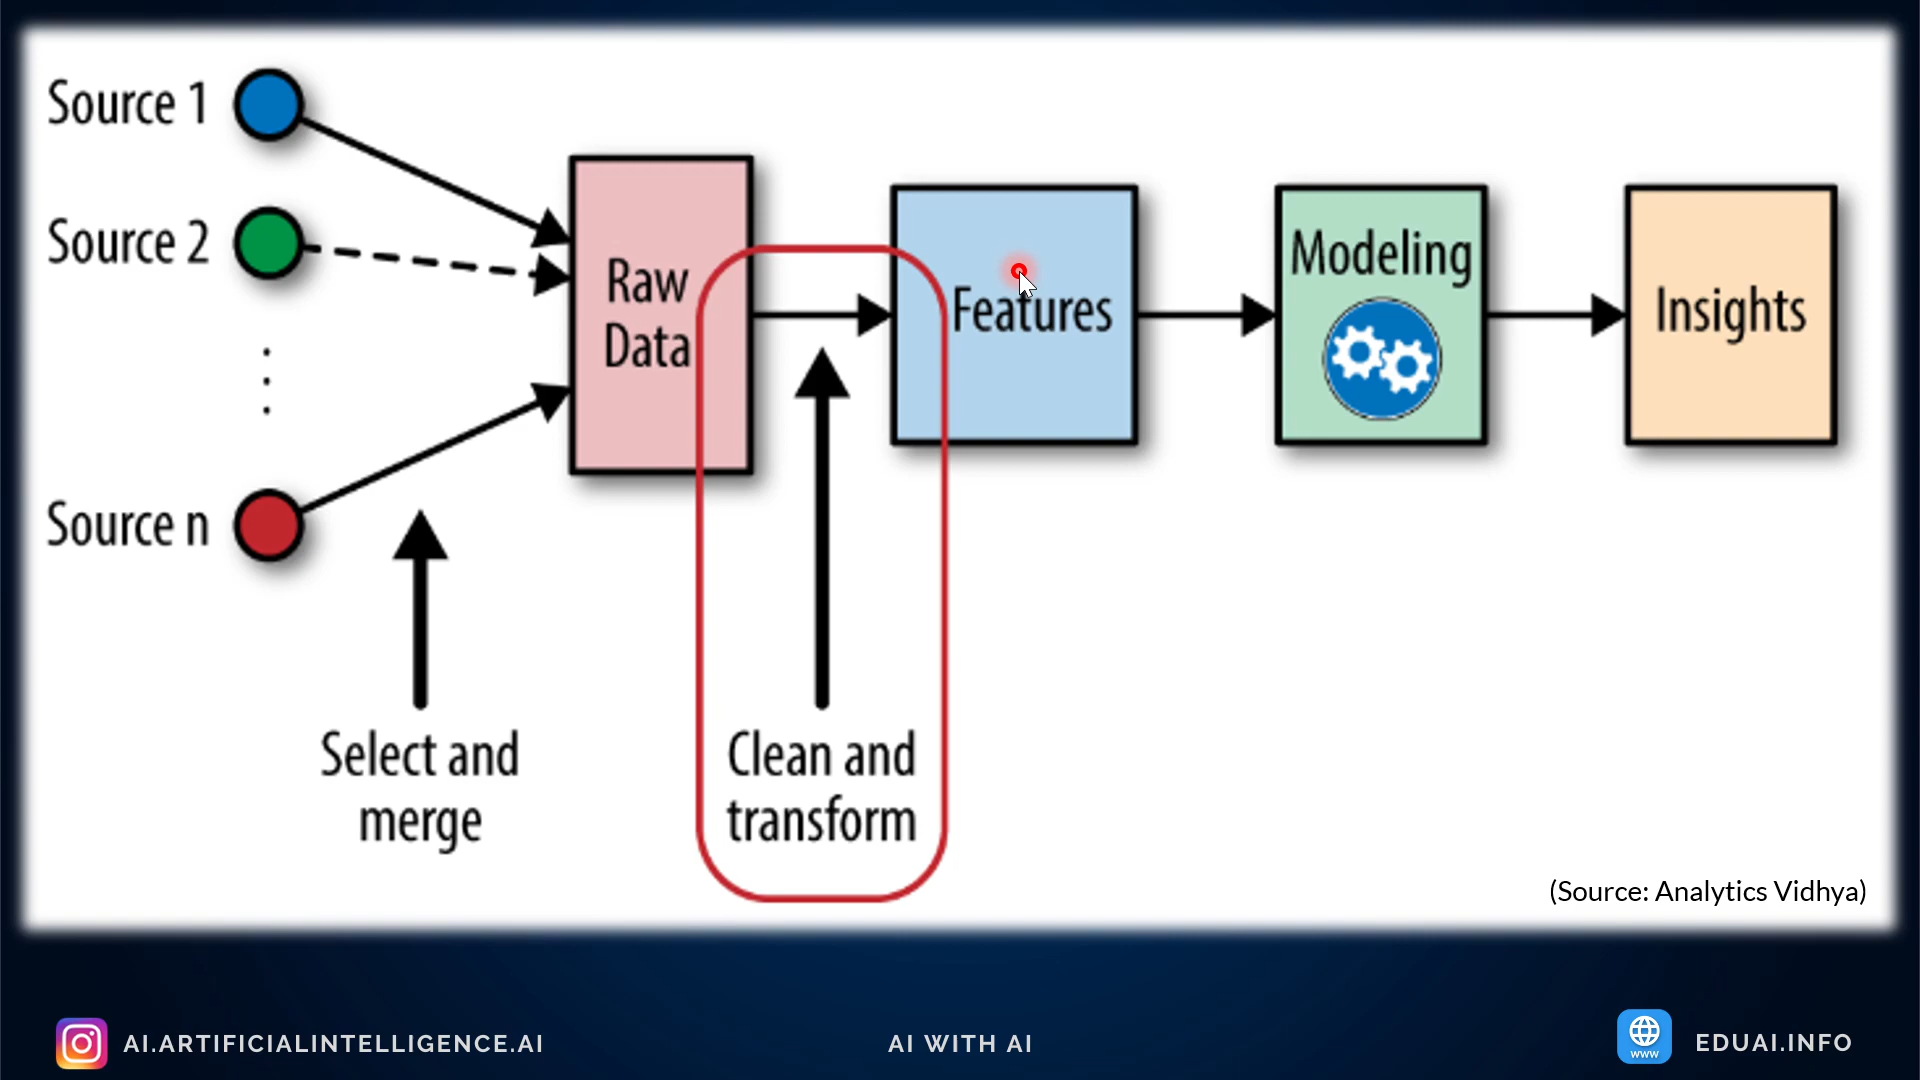 Source 1
Source 2
Source n
Raw
Data
Features
Modeling
Insights
Select and
merge
Clean and
transform
(Source: Analytics Vidhya)
AI.ARTIFICIALINTELLIGENCE.AI
AI WITH AI
www
EDUAI.INFO